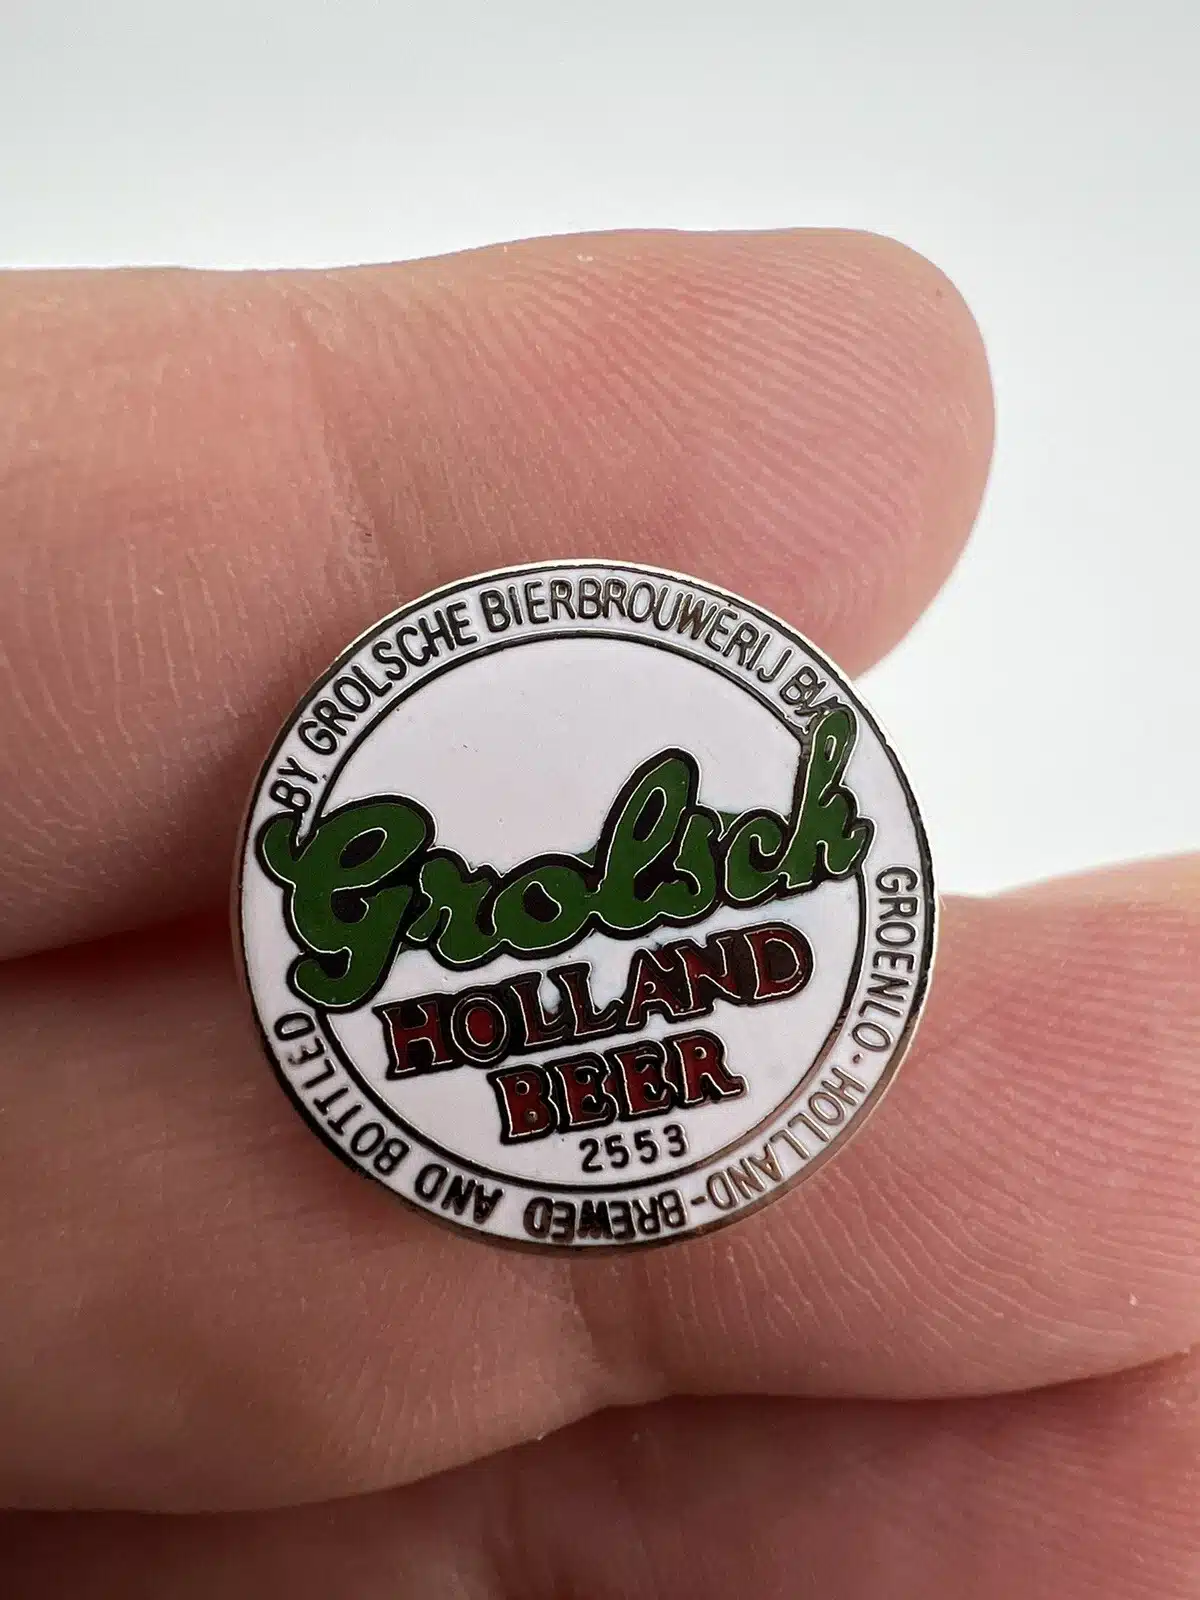 BY GROLSCHE BIERBROUWERIJ BV
Grolsch
HOLLAND
BEER
2553
GROENLO · HOLLAND - BREWED AND BOTTLED